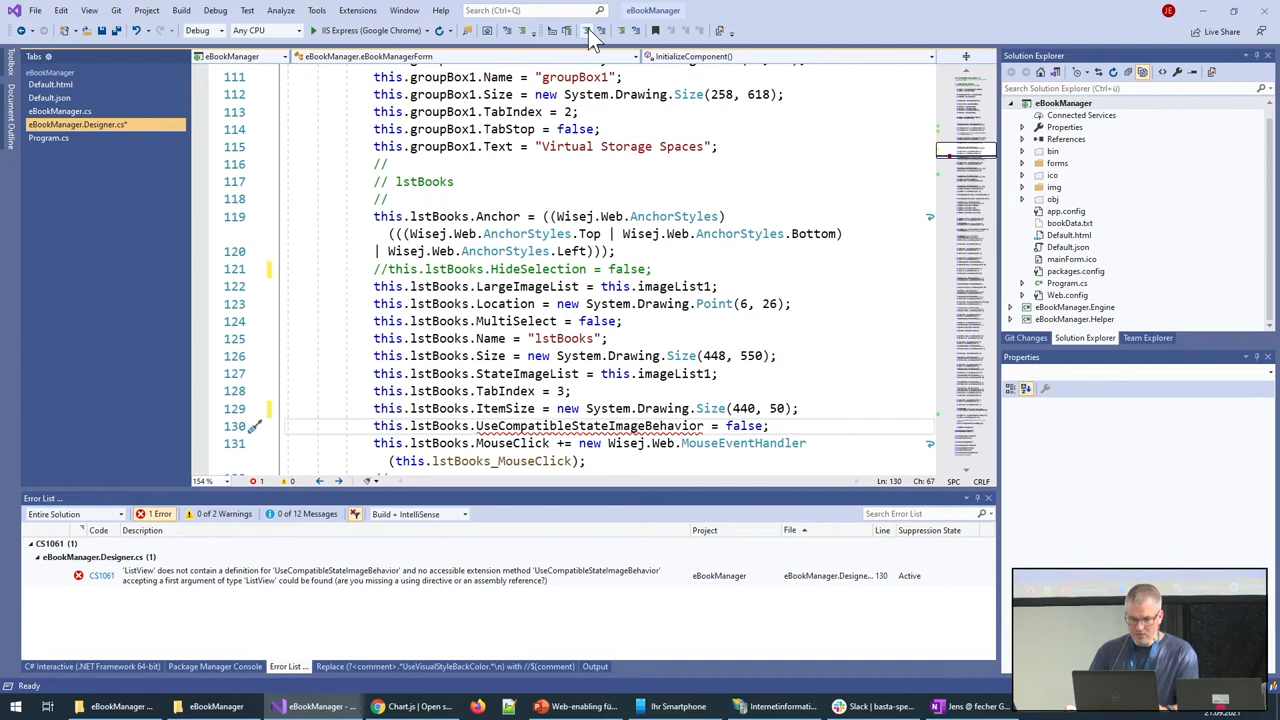 File Edit View Project Build Debug Test Analyze Tools Extensions Window Help Search (Ctrl+Q) eBookManager JE
Debug Any CPU IIS Express (Google Chrome) Live Share
Tabs
eBookManager
Default.html
Default.json
eBookManager.cs
eBookManager.Designer.cs*
Program.cs
Toolbox
Document Outline
eBookManager eBookManager.eBookManagerForm InitializeComponent()
111 this.groupBox1.Name = "groupBox1";
112 this.groupBox1.Size System.Drawing.Size(258, 618);
113 this.groupBox1.TabIndex 2;
114 this.groupBox1.TabStop false;
115 this.groupBox1.Text "Virtual Storage Spaces";
116 //
117 // lstBooks
118 //
119 this.lstBooks.Anchor = ((Wisej.Web.AnchorStyles)
(((Wisej.Web.AnchorStyles.Top | Wisej.Web.AnchorStyles.Bottom)
120 Wisej.Web.AnchorStyles.Left)));
121 this.lstBooks.HideSelection = false;
122 this.lstBooks.LargeImageList = this.imageList1;
123 this.lstBooks.Location = new System.Drawing.Point(6, 26);
124 this.lstBooks.MultiSelect false;
125 this.lstBooks.Name "lstBooks";
126 this.lstBooks.Size = new System.Drawing.Size(448, 550);
127 this.lstBooks.StateImageList = this.imageList1;
128 this.lstBooks.TabIndex = 3;
129 this.lstBooks.ItemSize = new System.Drawing.Size(440, 50);
130 this.lstBooks.UseCompatibleStateImageBehavior = false;
131 this.lstBooks.MouseClick += new Wisej.Web.MouseEventHandler
(this.lstBooks_MouseClick);
154 % 1 0 Ln: 130 Ch: 67 SPC CRLF
Error List ...
Entire Solution 1 Error 0 of 2 Warnings 0 of 12 Messages Build + IntelliSense Search Error List
Code Description Project File Line Suppression State
CS1061 (1)
eBookManager.Designer.cs (1)
CS1061 'ListView' does not contain a definition for 'UseCompatibleStateImageBehavior' and no accessible extension method 'UseCompatibleStateImageBehavior' accepting a first argument of type 'ListView' could be found (are you missing a using directive or an assembly reference?) eBookManager eBookManager.Designe... 130 Active
C# Interactive (.NET Framework 64-bit) Package Manager Console Error List ... Replace (?<comment>.*UseVisualStyleBackColor.*\n) with //${comment} Output
Ready
Solution Explorer
Search Solution Explorer (Ctrl+ü)
eBookManager
Connected Services
Properties
References
bin
forms
ico
img
obj
app.config
bookData.txt
Default.html
Default.json
mainForm.ico
packages.config
Program.cs
Web.config
eBookManager.Engine
eBookManager.Helper
Git Changes Solution Explorer Team Explorer
Properties
eBookManager ... eBookManager eBookManager - ... Chart.js | Open s... Web-enabling fü... Ihr Smartphone Internetinformati... Slack | basta-spe... Jens @ fecher G...
21.09.2021